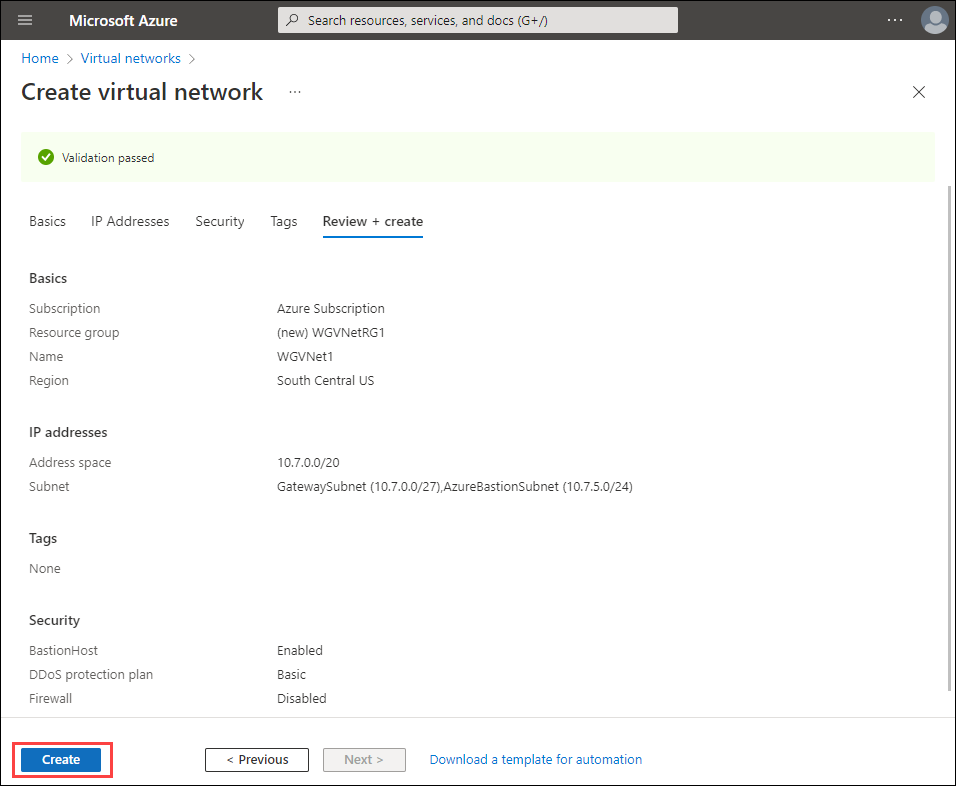 Microsoft Azure
Search resources, services, and docs (G+/)
...
Home > Virtual networks >
Create virtual network ...
Validation passed
Basics IP Addresses Security Tags Review + create
Basics
Subscription Azure Subscription
Resource group (new) WGVNetRG1
Name WGVNet1
Region South Central US
IP addresses
Address space 10.7.0.0/20
Subnet GatewaySubnet (10.7.0.0/27),AzureBastionSubnet (10.7.5.0/24)
Tags
None
Security
BastionHost Enabled
DDoS protection plan Basic
Firewall Disabled
Create < Previous Next > Download a template for automation